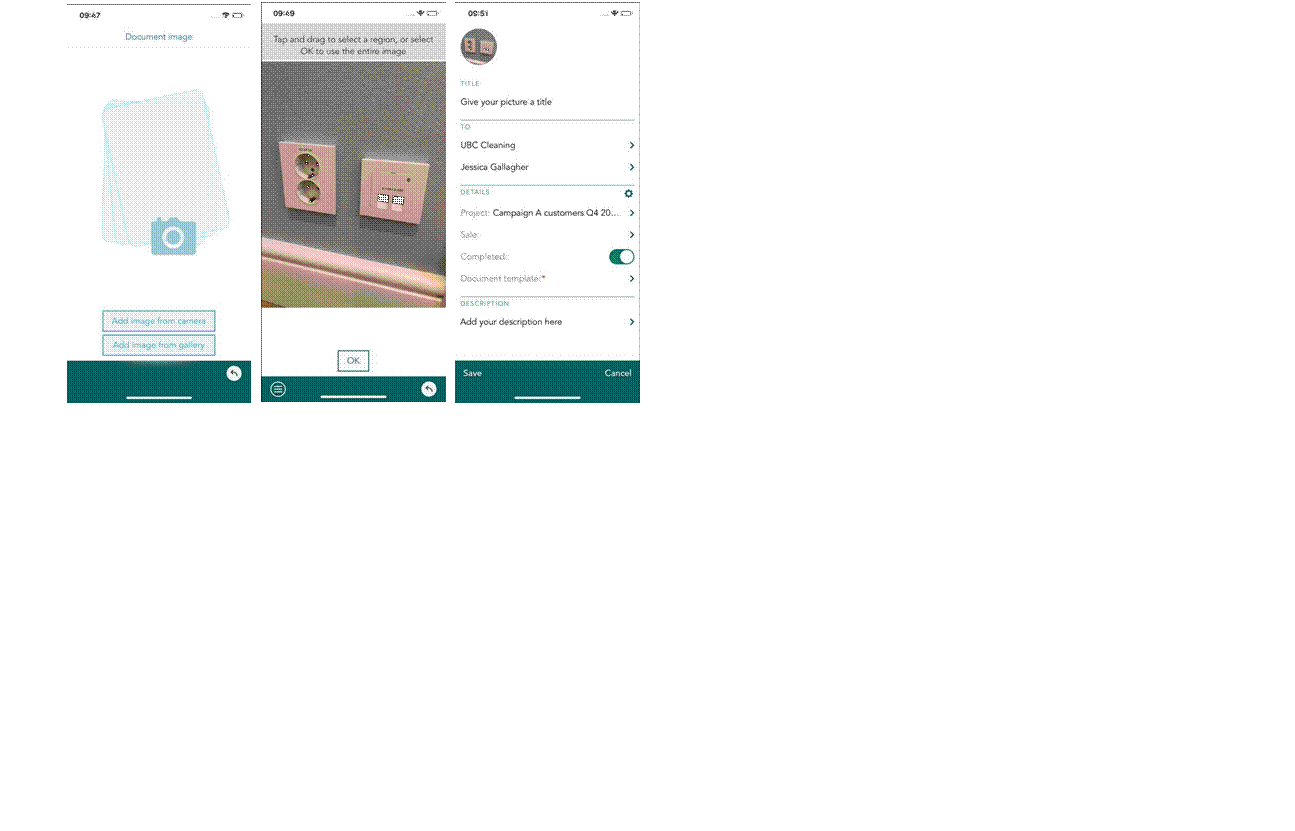 09:47
Document image
Add image from camera
Add image from gallery
09:49
Tap and drag to select a region, or select
OK to use the entire image
OK
09:51
TITLE
Give your picture a title
TO
UBC Cleaning
Jessica Gallagher
DETAILS
Project: Campaign A customers Q4 20...
Sale:
Completed:
Document template:*
DESCRIPTION
Add your description here
Save Cancel